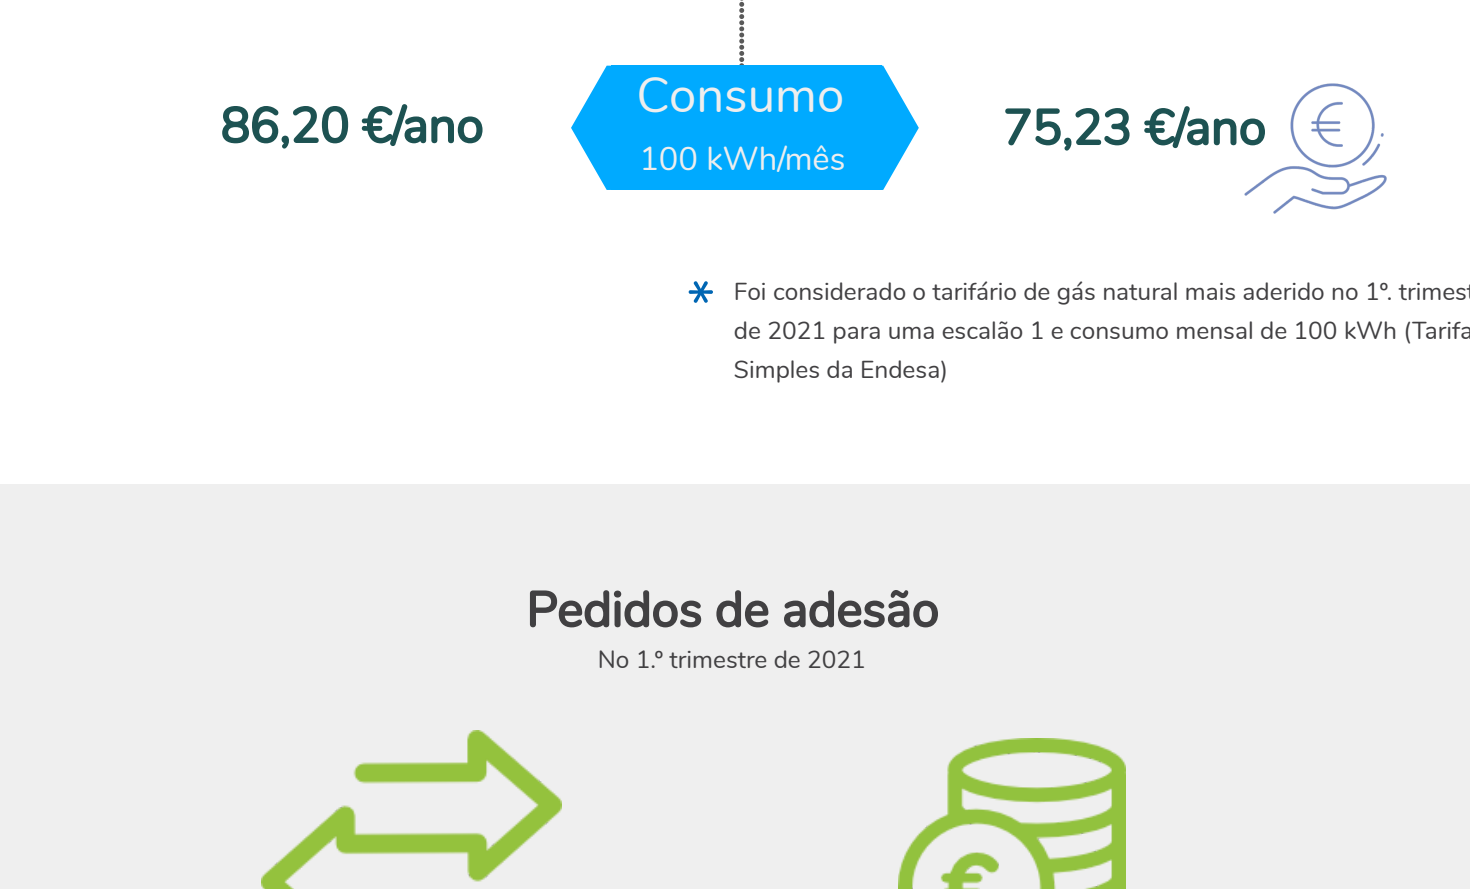 86,20 €/ano
Consumo
100 kWh/mês
75,23 €/ano
€
* Foi considerado o tarifário de gás natural mais aderido no 1º.
de 2021 para uma escalão 1 e consumo mensal de 100 kWh
Simples da Endesa)
Pedidos de adesão
No 1.º trimestre de 2021
€